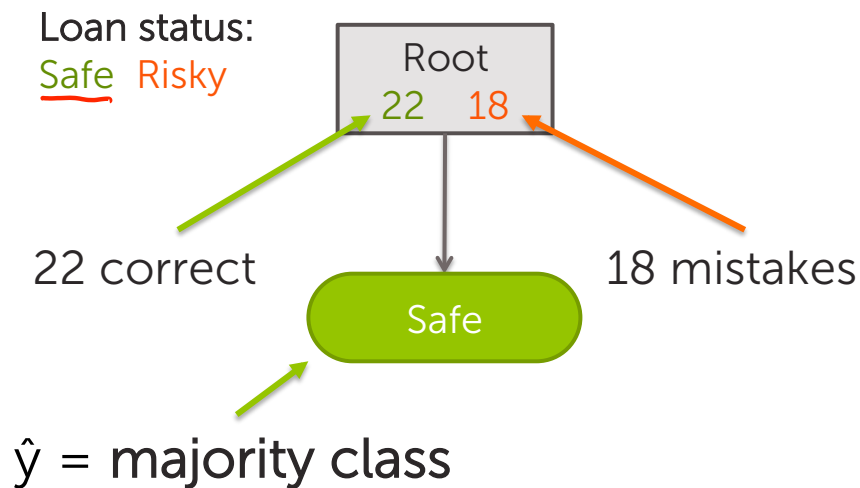 Loan status:
Safe Risky
Root
22 18
22 correct
18 mistakes
Safe
ŷ = majority class